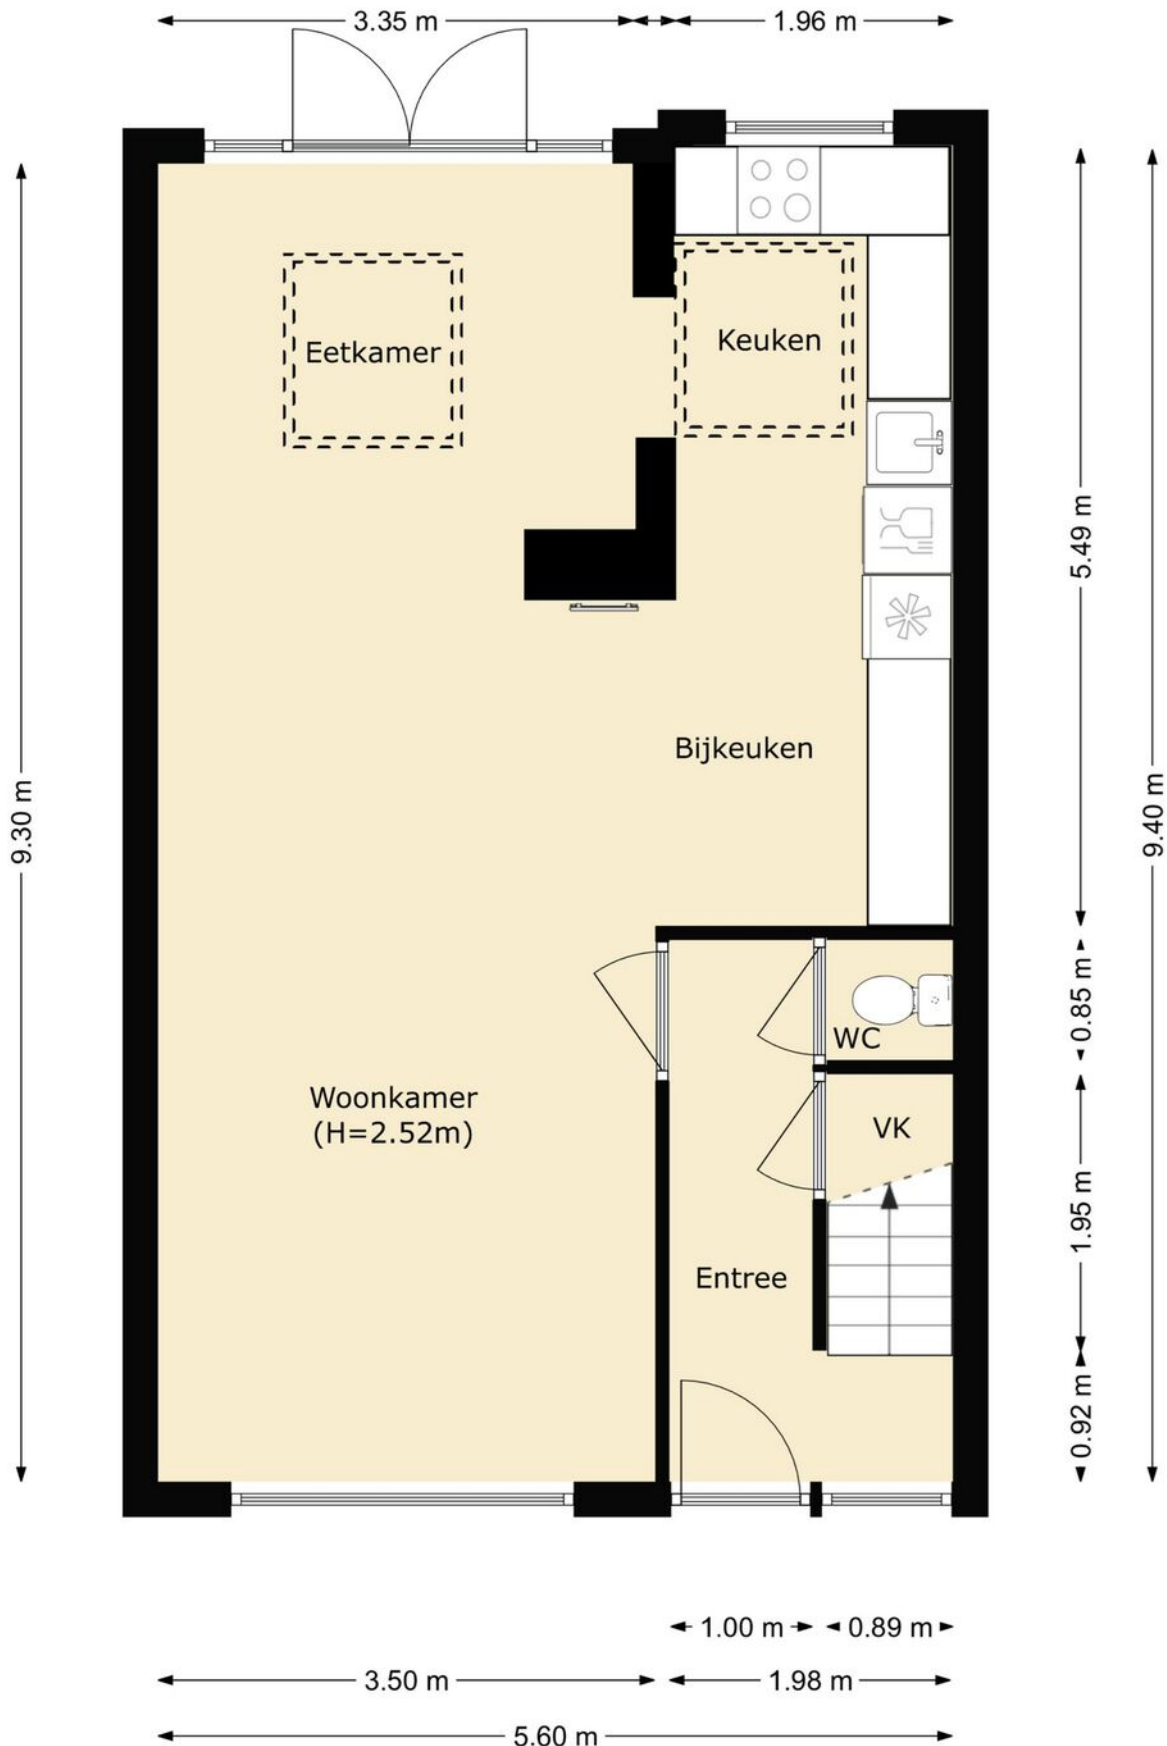 3.35 m
1.96 m
Eetkamer
Keuken
5.49 m
9.30 m
9.40 m
Bijkeuken
0.85 m
WC
Woonkamer
(H=2.52m)
VK
1.95 m
Entree
0.92 m
1.00 m
0.89 m
3.50 m
1.98 m
5.60 m